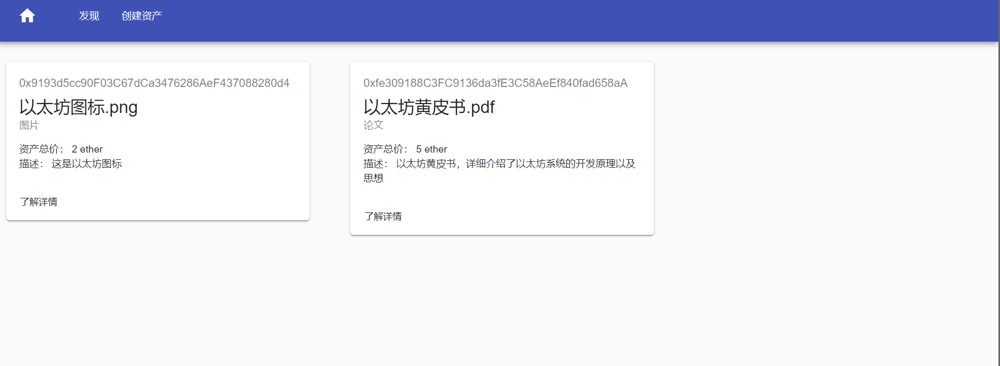 发现 创建资产
0x9193d5cc90F03C67dCa3476286AeF437088280d4
以太坊图标.png
图片
资产总价： 2 ether
描述： 这是以太坊图标
了解详情
0xfe309188C3FC9136da3fE3C58AeEf840fad658aA
以太坊黄皮书.pdf
论文
资产总价： 5 ether
描述： 以太坊黄皮书，详细介绍了以太坊系统的开发原理以及
思想
了解详情